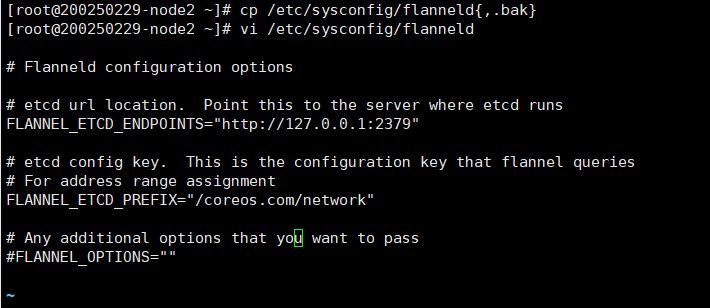 [root@200250229-node2 ~]# cp /etc/sysconfig/flanneld{,.bak}
[root@200250229-node2 ~]# vi /etc/sysconfig/flanneld
# Flanneld configuration options
# etcd url location.  Point this to the server where etcd runs
FLANNEL_ETCD_ENDPOINTS="http://127.0.0.1:2379"
# etcd config key.  This is the configuration key that flannel queries
# For address range assignment
FLANNEL_ETCD_PREFIX="/coreos.com/network"
# Any additional options that you want to pass
#FLANNEL_OPTIONS=""
~